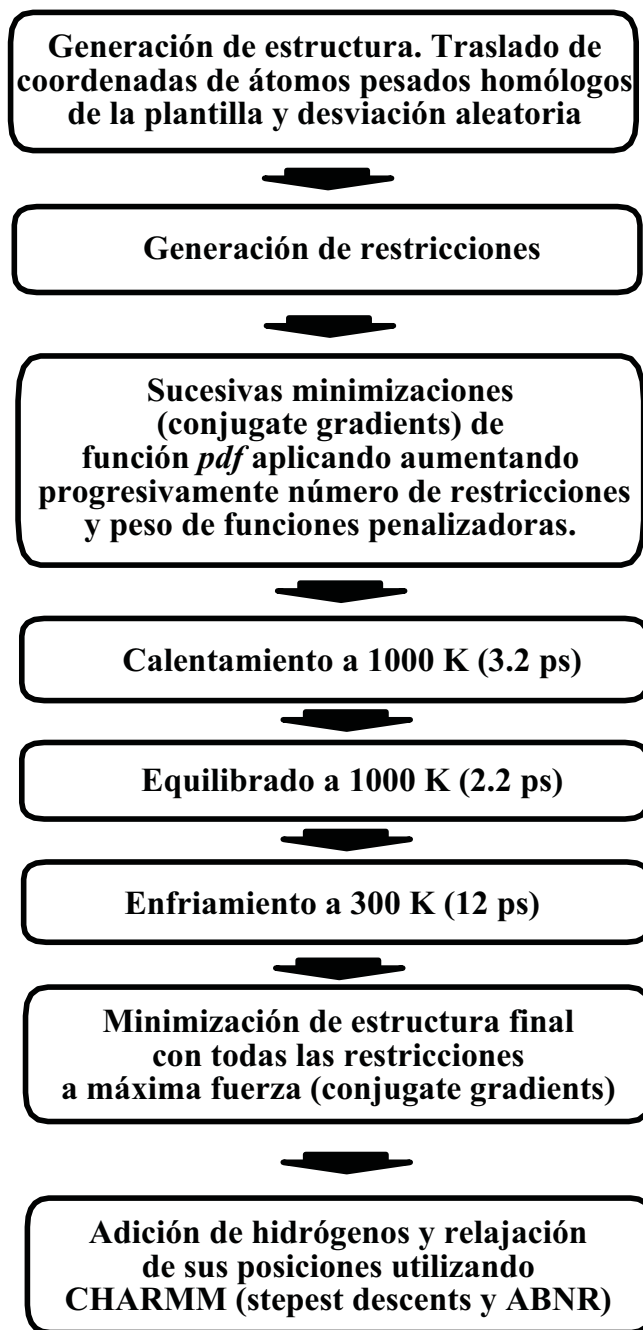 Generación de estructura. Traslado de
coordenadas de átomos pesados homólogos
de la plantilla y desviación aleatoria
Generación de restricciones
Sucesivas minimizaciones
(conjugate gradients) de
función pdf aplicando aumentando
progresivamente número de restricciones
y peso de funciones penalizadoras.
Calentamiento a 1000 K (3.2 ps)
Equilibrado a 1000 K (2.2 ps)
Enfriamiento a 300 K (12 ps)
Minimización de estructura final
con todas las restricciones
a máxima fuerza (conjugate gradients)
Adición de hidrógenos y relajación
de sus posiciones utilizando
CHARMM (stepest descents y ABNR)